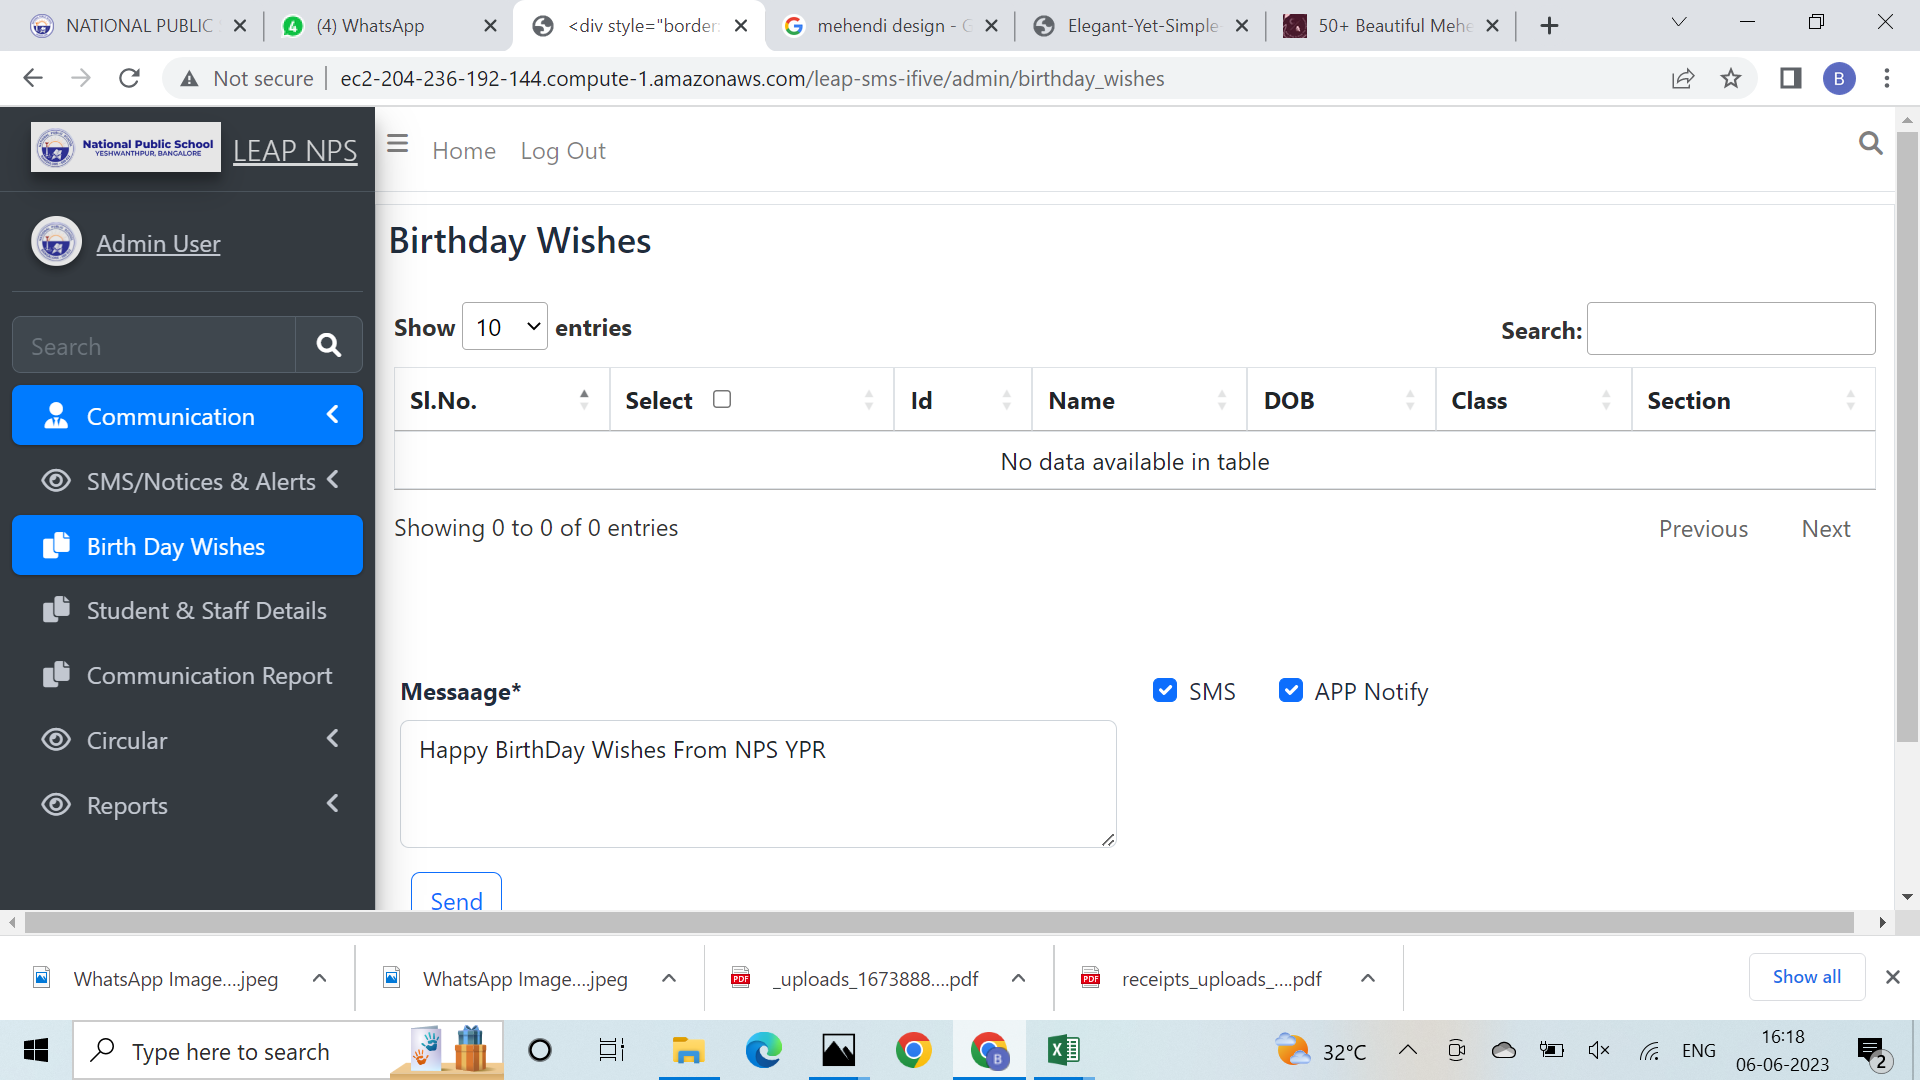 NATIONAL PUBLIC
(4) WhatsApp
<div style="border:
mehendi design - G
Elegant-Yet-Simple-
50+ Beautiful Mehe
Not secure
ec2-204-236-192-144.compute-1.amazonaws.com/leap-sms-ifive/admin/birthday_wishes
B
National Public School
YESHWANTHPUR, BANGALORE
LEAP NPS
Home
Log Out
Admin User
Search
Communication
SMS/Notices & Alerts
Birth Day Wishes
Student & Staff Details
Communication Report
Circular
Reports
Birthday Wishes
Show 10 entries
Search:
Sl.No. Select Id Name DOB Class Section
No data available in table
Showing 0 to 0 of 0 entries
Previous Next
Messaage*
SMS
APP Notify
Happy BirthDay Wishes From NPS YPR
Send
WhatsApp Image....jpeg
WhatsApp Image....jpeg
_uploads_1673888....pdf
receipts_uploads_....pdf
Show all
Type here to search
32°C
ENG
16:18
06-06-2023
2